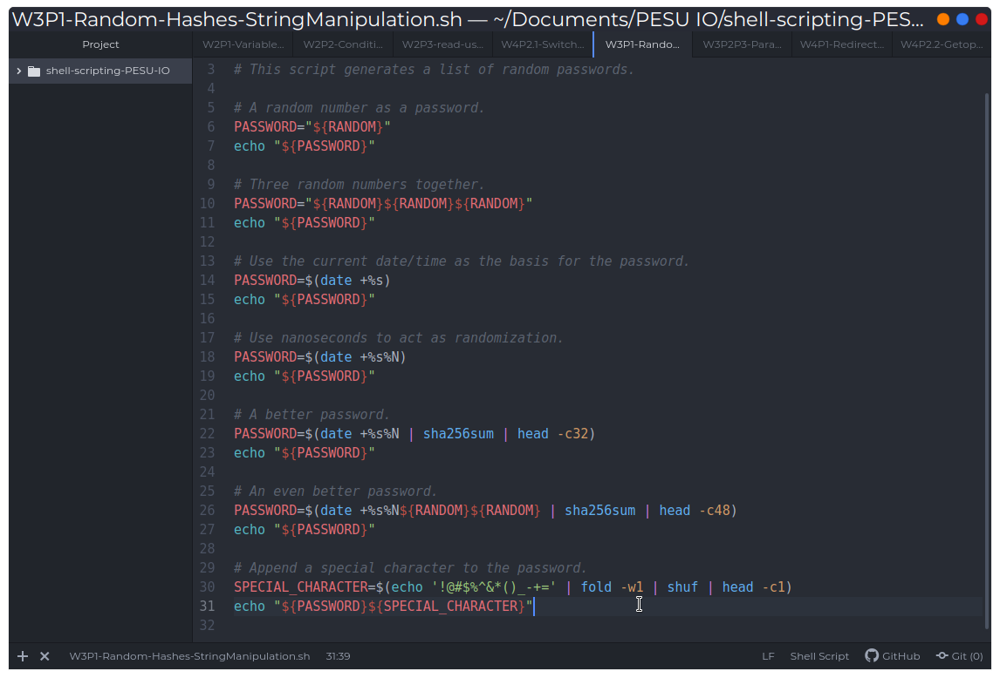 W3P1-Random-Hashes-StringManipulation.sh — ~/Documents/PESU IO/shell-scripting-PES...
Project
W2P1-Variable...
W2P2-Conditi...
W2P3-read-us...
W4P2.1-Switch...
W3P1-Rando...
W3P2P3-Para...
W4P1-Redirect...
W4P2.2-Getop...
shell-scripting-PESU-IO
3 # This script generates a list of random passwords.
4
5 # A random number as a password.
6 PASSWORD="${RANDOM}"
7 echo "${PASSWORD}"
8
9 # Three random numbers together.
10 PASSWORD="${RANDOM}${RANDOM}${RANDOM}"
11 echo "${PASSWORD}"
12
13 # Use the current date/time as the basis for the password.
14 PASSWORD=$(date +%s)
15 echo "${PASSWORD}"
16
17 # Use nanoseconds to act as randomization.
18 PASSWORD=$(date +%s%N)
19 echo "${PASSWORD}"
20
21 # A better password.
22 PASSWORD=$(date +%s%N | sha256sum | head -c32)
23 echo "${PASSWORD}"
24
25 # An even better password.
26 PASSWORD=$(date +%s%N${RANDOM}${RANDOM} | sha256sum | head -c48)
27 echo "${PASSWORD}"
28
29 # Append a special character to the password.
30 SPECIAL_CHARACTER=$(echo '!@#$%^&*()_-+=' | fold -w1 | shuf | head -c1)
31 echo "${PASSWORD}${SPECIAL_CHARACTER}"
32
W3P1-Random-Hashes-StringManipulation.sh 31:39 LF Shell Script GitHub Git (0)